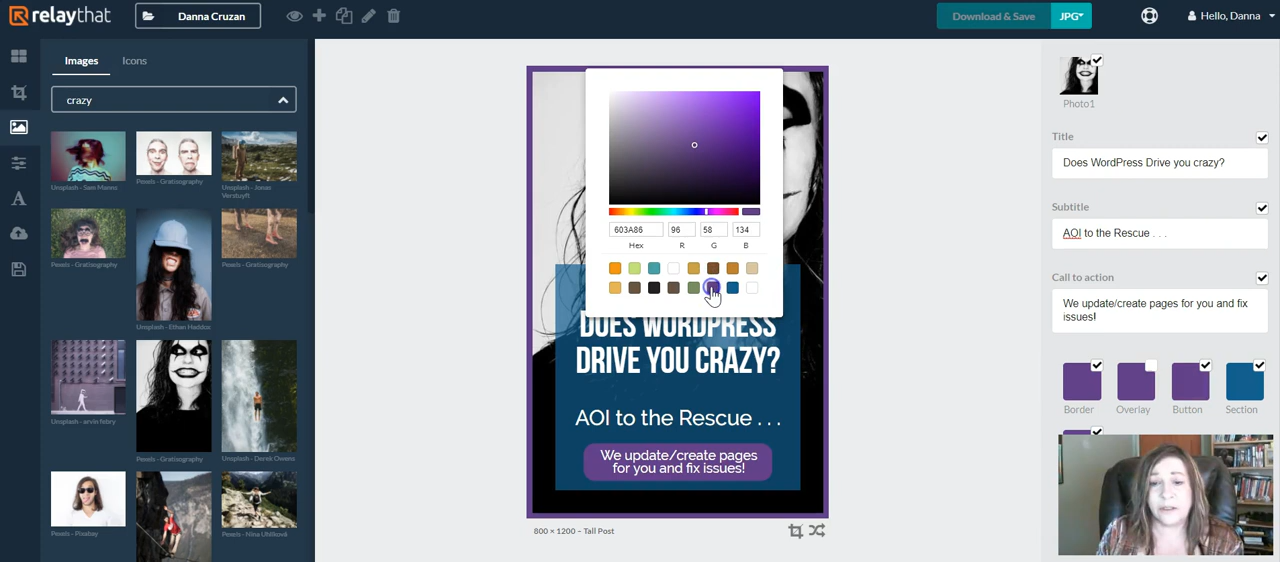 relaythat
Danna Cruzan
Download & Save
JPG
Hello, Danna
Images
Icons
crazy
Unsplash - Sam Manns
Pexels - Gratisography
Unsplash - Jonas
Verstuyft
Pexels - Gratisography
Unsplash - Ethan Haddox
Pexels - Gratisography
Unsplash - arvin febry
Pexels - Gratisography
Unsplash - Derek Owens
Pexels - Pixabay
Unsplash - Nina Uhlíková
603A86
96
58
134
Hex
R
G
B
DOES WORDPRESS
DRIVE YOU CRAZY?
AOI to the Rescue . . .
We update/create pages
for you and fix issues!
800 × 1200 – Tall Post
Photo1
Title
Does WordPress Drive you crazy?
Subtitle
AOI to the Rescue . . .
Call to action
We update/create pages for you and fix
issues!
Border
Overlay
Button
Section